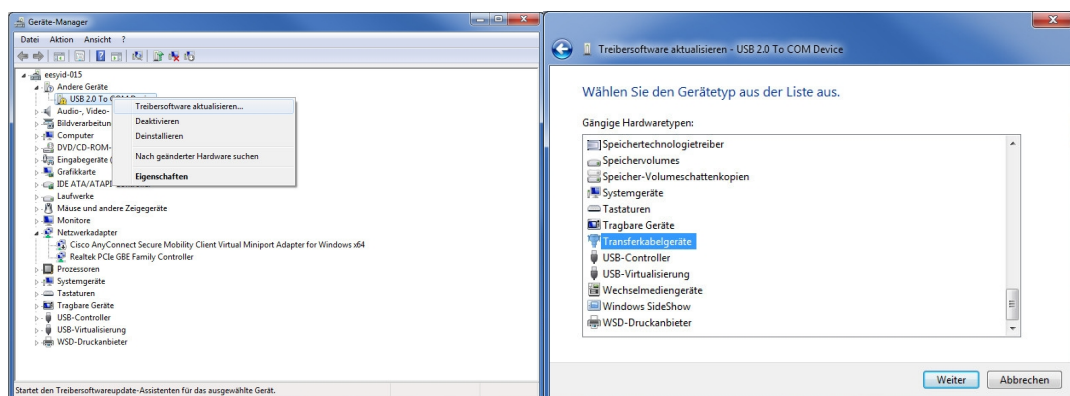 Geräte-Manager
Datei Aktion Ansicht ?
eesyid-015
Andere Geräte
USB 2.0 To
Audio-, Video-
Bildverarbeitun
Computer
DVD/CD-ROM-
Eingabegeräte (
Grafikkarte
IDE ATA/ATAPI
Laufwerke
Mäuse und andere Zeigegeräte
Monitore
Netzwerkadapter
Cisco AnyConnect Secure Mobility Client Virtual Miniport Adapter for Windows x64
Realtek PCIe GBE Family Controller
Prozessoren
Systemgeräte
Tastaturen
Tragbare Geräte
USB-Controller
USB-Virtualisierung
WSD-Druckanbieter
Treibersoftware aktualisieren...
Deaktivieren
Deinstallieren
Nach geänderter Hardware suchen
Eigenschaften
Startet den Treibersoftwareupdate-Assistenten für das ausgewählte Gerät.
Treibersoftware aktualisieren - USB 2.0 To COM Device
Wählen Sie den Gerätetyp aus der Liste aus.
Gängige Hardwaretypen:
Speichertechnologietreiber
Speichervolumes
Speicher-Volumeschattenkopien
Systemgeräte
Tastaturen
Tragbare Geräte
Transferkabelgeräte
USB-Controller
USB-Virtualisierung
Wechselmediengeräte
Windows SideShow
WSD-Druckanbieter
Weiter
Abbrechen